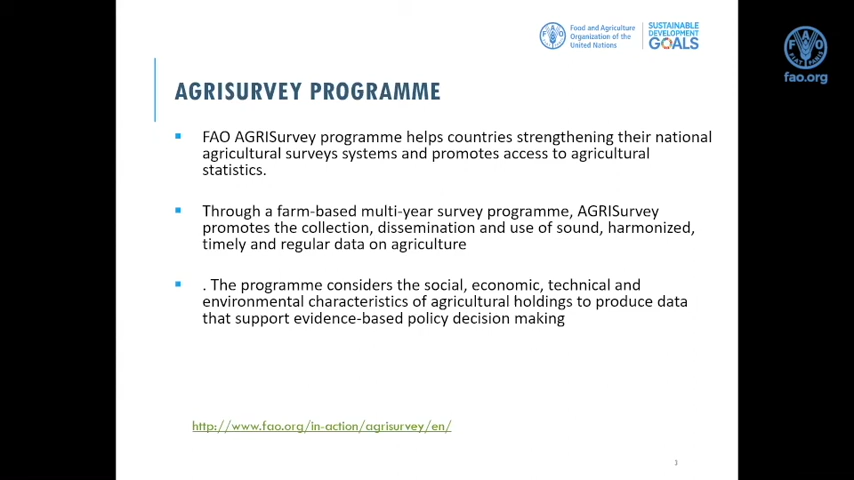 Food and Agriculture
Organization of the
United Nations
SUSTAINABLE
DEVELOPMENT
GOALS
FAO
FIAT PANIS
fao.org
AGRISURVEY PROGRAMME
FAO AGRISurvey programme helps countries strengthening their national
agricultural surveys systems and promotes access to agricultural
statistics.
Through a farm-based multi-year survey programme, AGRISurvey
promotes the collection, dissemination and use of sound, harmonized,
timely and regular data on agriculture
. The programme considers the social, economic, technical and
environmental characteristics of agricultural holdings to produce data
that support evidence-based policy decision making
http://www.fao.org/in-action/agrisurvey/en/
3